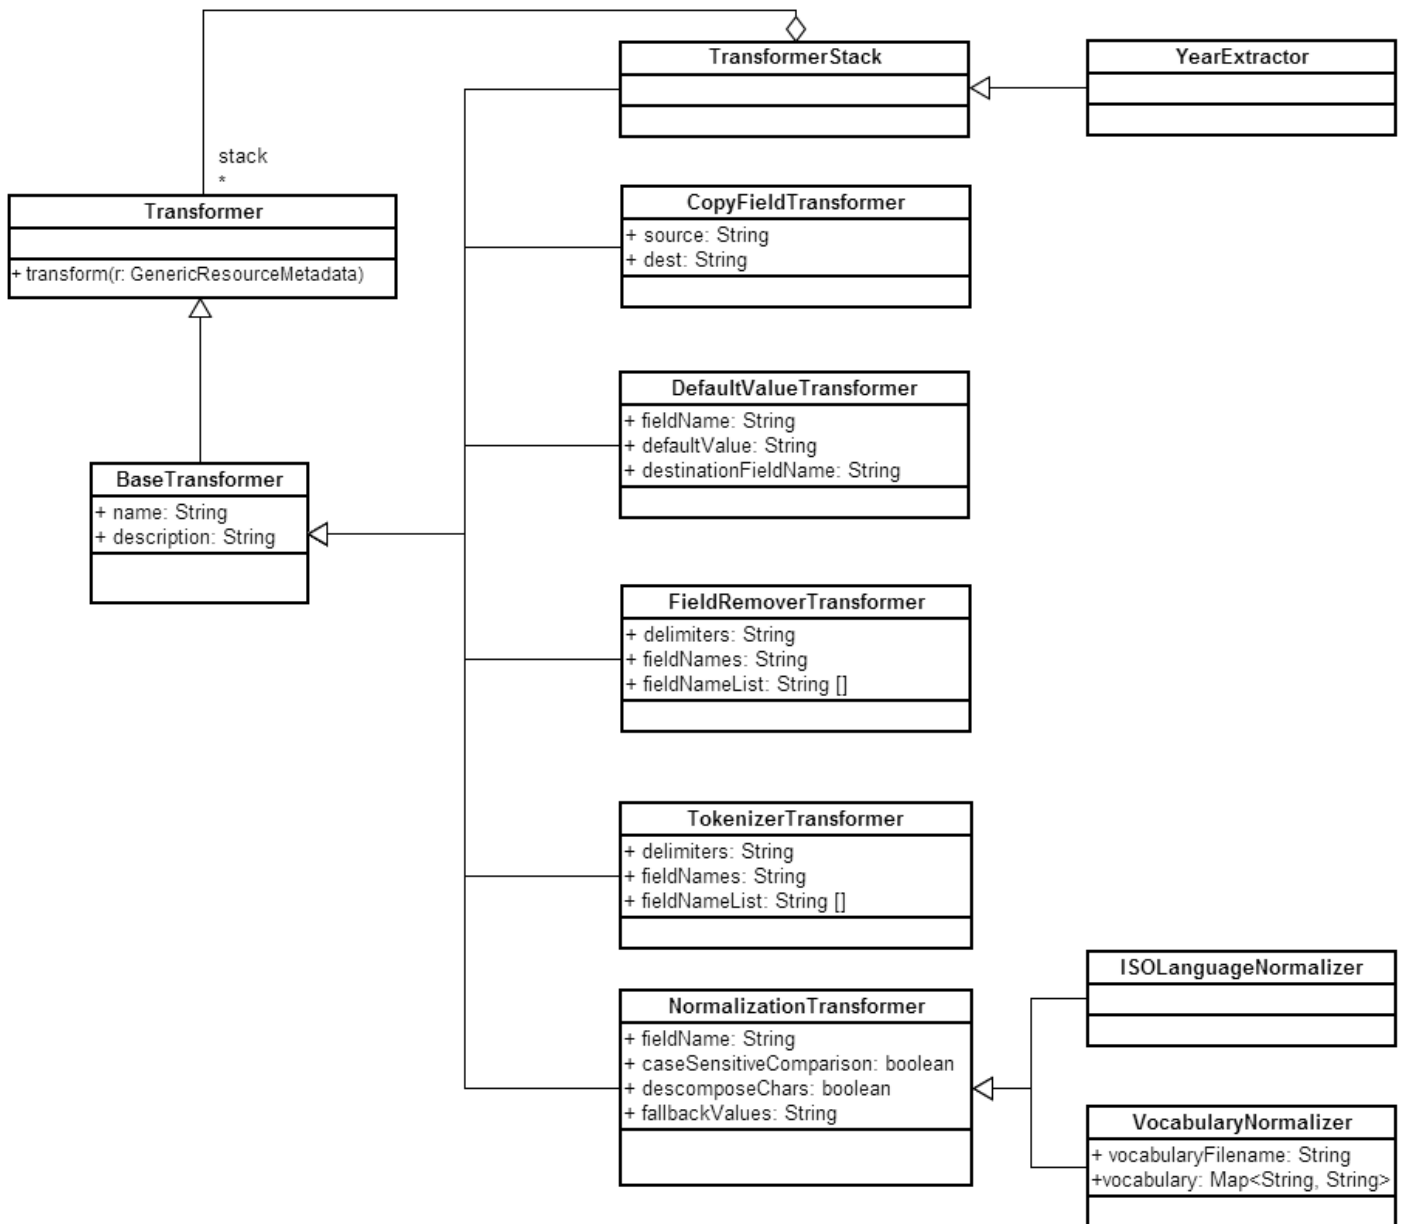 TransformerStack
YearExtractor
stack
*
Transformer
+ transform(r: GenericResourceMetadata)
CopyFieldTransformer
+ source: String
+ dest: String
DefaultValueTransformer
+ fieldName: String
+ defaultValue: String
+ destinationFieldName: String
BaseTransformer
+ name: String
+ description: String
FieldRemoverTransformer
+ delimiters: String
+ fieldNames: String
+ fieldNameList: String []
TokenizerTransformer
+ delimiters: String
+ fieldNames: String
+ fieldNameList: String []
NormalizationTransformer
+ fieldName: String
+ caseSensitiveComparison: boolean
+ descomposeChars: boolean
+ fallbackValues: String
ISOLanguageNormalizer
VocabularyNormalizer
+ vocabularyFilename: String
+vocabulary: Map<String, String>